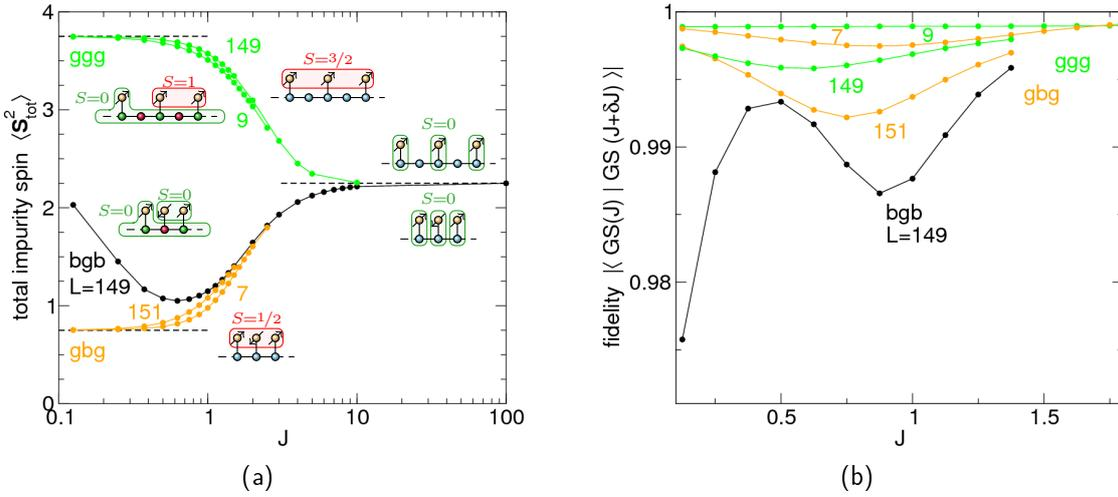 4
3
2
1
0
0.1
1
10
100
J
total impurity spin ⟨S²tot⟩
ggg
149
9
S=3/2
S=0
S=1
S=0
S=0
S=0
S=0
bgb
L=149
151
7
gbg
S=1/2
(a)
1
0.99
0.98
0.5
1
1.5
J
fidelity |⟨ GS(J) | GS (J+δJ) ⟩|
7
9
149
151
ggg
gbg
bgb
L=149
(b)